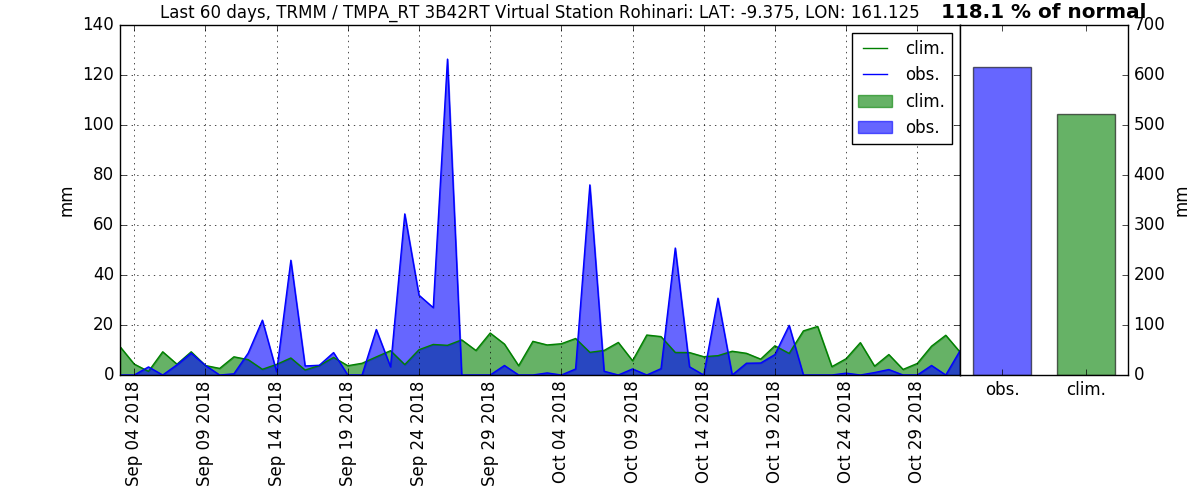 Last 60 days, TRMM / TMPA_RT 3B42RT Virtual Station Rohinari: LAT: -9.375, LON: 161.125
118.1 % of normal
140
120
100
80
60
40
20
0
mm
clim.
obs.
clim.
obs.
Sep 04 2018
Sep 09 2018
Sep 14 2018
Sep 19 2018
Sep 24 2018
Sep 29 2018
Oct 04 2018
Oct 09 2018
Oct 14 2018
Oct 19 2018
Oct 24 2018
Oct 29 2018
700
600
500
400
300
200
100
0
mm
obs.
clim.